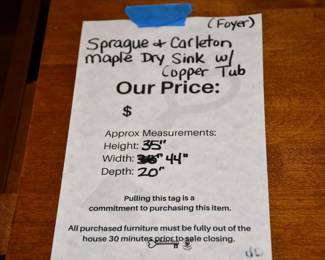 (Foyer)
Sprague + Carleton
Maple Dry Sink w/
Copper Tub
Our Price:
$
Approx Measurements:
Height: 35"
Width: 44"
Depth: 20"
Pulling this tag is a
commitment to purchasing this item.
All purchased furniture must be fully out of the
house 30 minutes prior to sale closing.